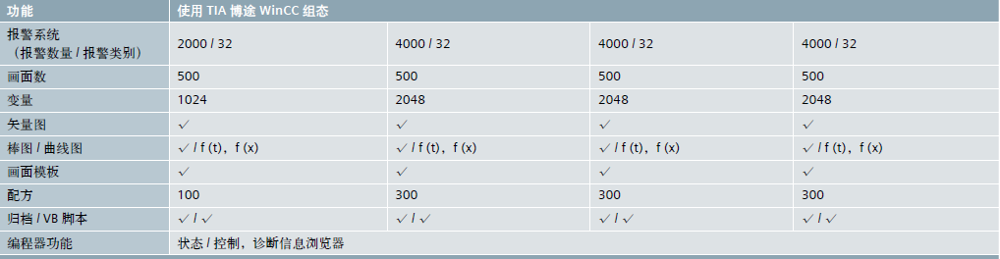 功能 使用 TIA 博途 WinCC 组态
报警系统
（报警数量 / 报警类别） 2000 / 32 4000 / 32 4000 / 32 4000 / 32
画面数 500 500 500 500
变量 1024 2048 2048 2048
矢量图 √ √ √ √
棒图 / 曲线图 √ / f (t)，f (x) √ / f (t)，f (x) √ / f (t)，f (x) √ / f (t)，f (x)
画面模板 √ √ √ √
配方 100 300 300 300
归档 / VB 脚本 √ / √ √ / √ √ / √ √ / √
编程器功能 状态 / 控制，诊断信息浏览器